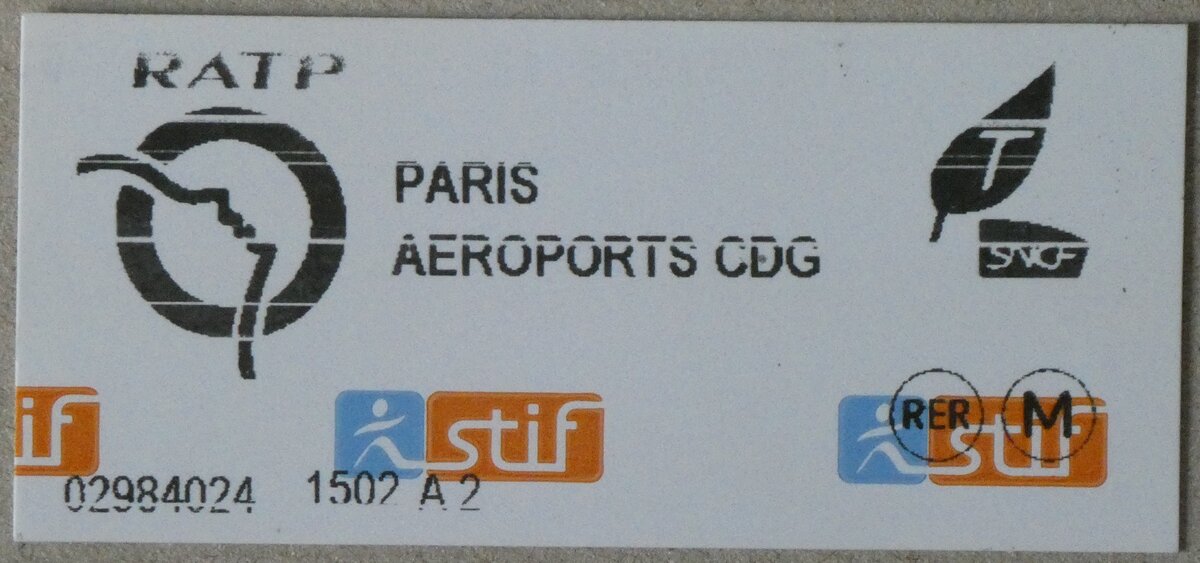 RATP
PARIS
AEROPORTS CDG
T
SNCF
RER M
if stif stif
02984024 1502 A 2